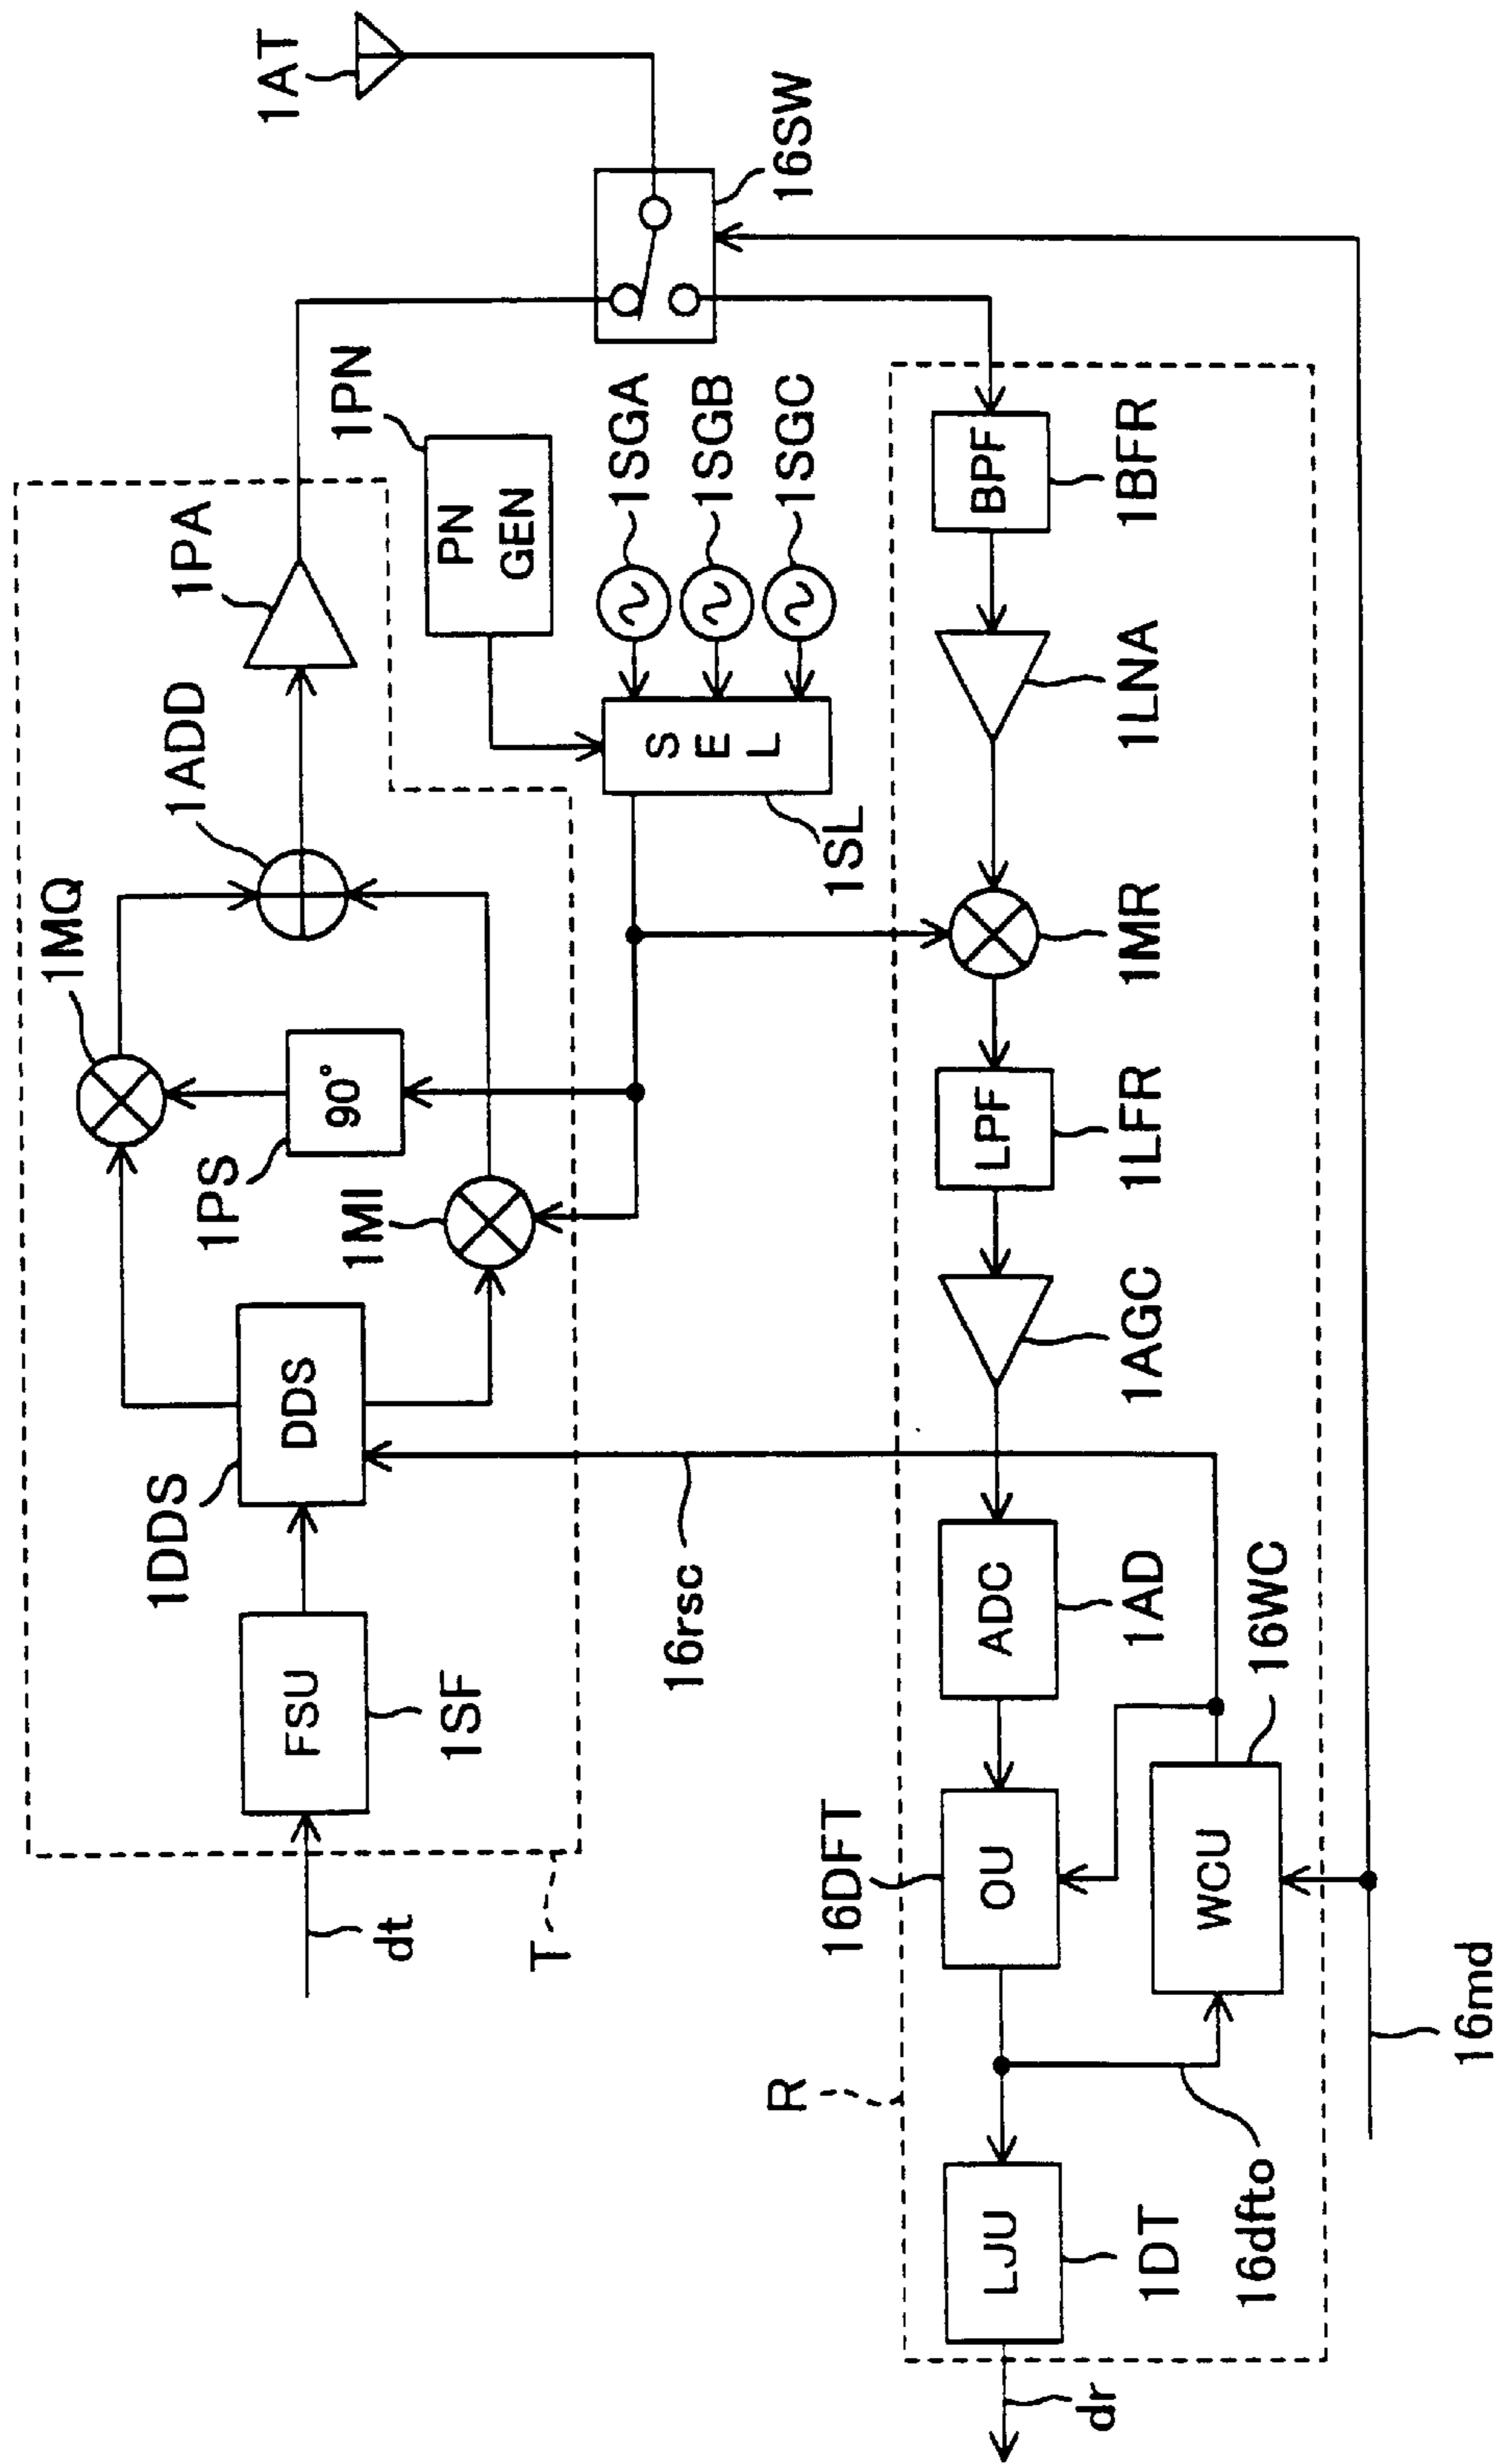 1AT
16SW
1PA
1ADD
1MQ
1PN
PN
GEN
1SGA
1SGB
1SGC
SEL
1SL
1PS
90°
1MI
1DDS
DDS
FSU
1SF
dt
T
16rsc
BPF
1BFR
1LNA
1MR
LPF
1LFR
1AGC
ADC
1AD
16DFT
OU
WCU
16WC
R
LJU
1DT
16dfto
16md
dr